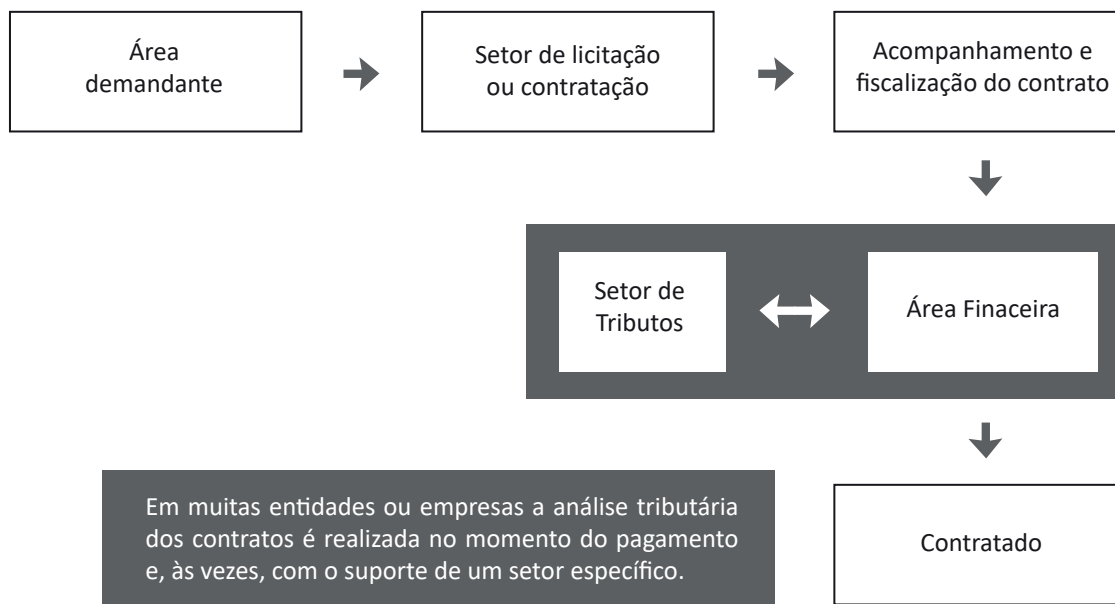 Área
demandante
Setor de licitação
ou contratação
Acompanhamento e
fiscalização do contrato
Setor de
Tributos
Área Finaceira
Em muitas entidades ou empresas a análise tributária
dos contratos é realizada no momento do pagamento
e, às vezes, com o suporte de um setor específico.
Contratado